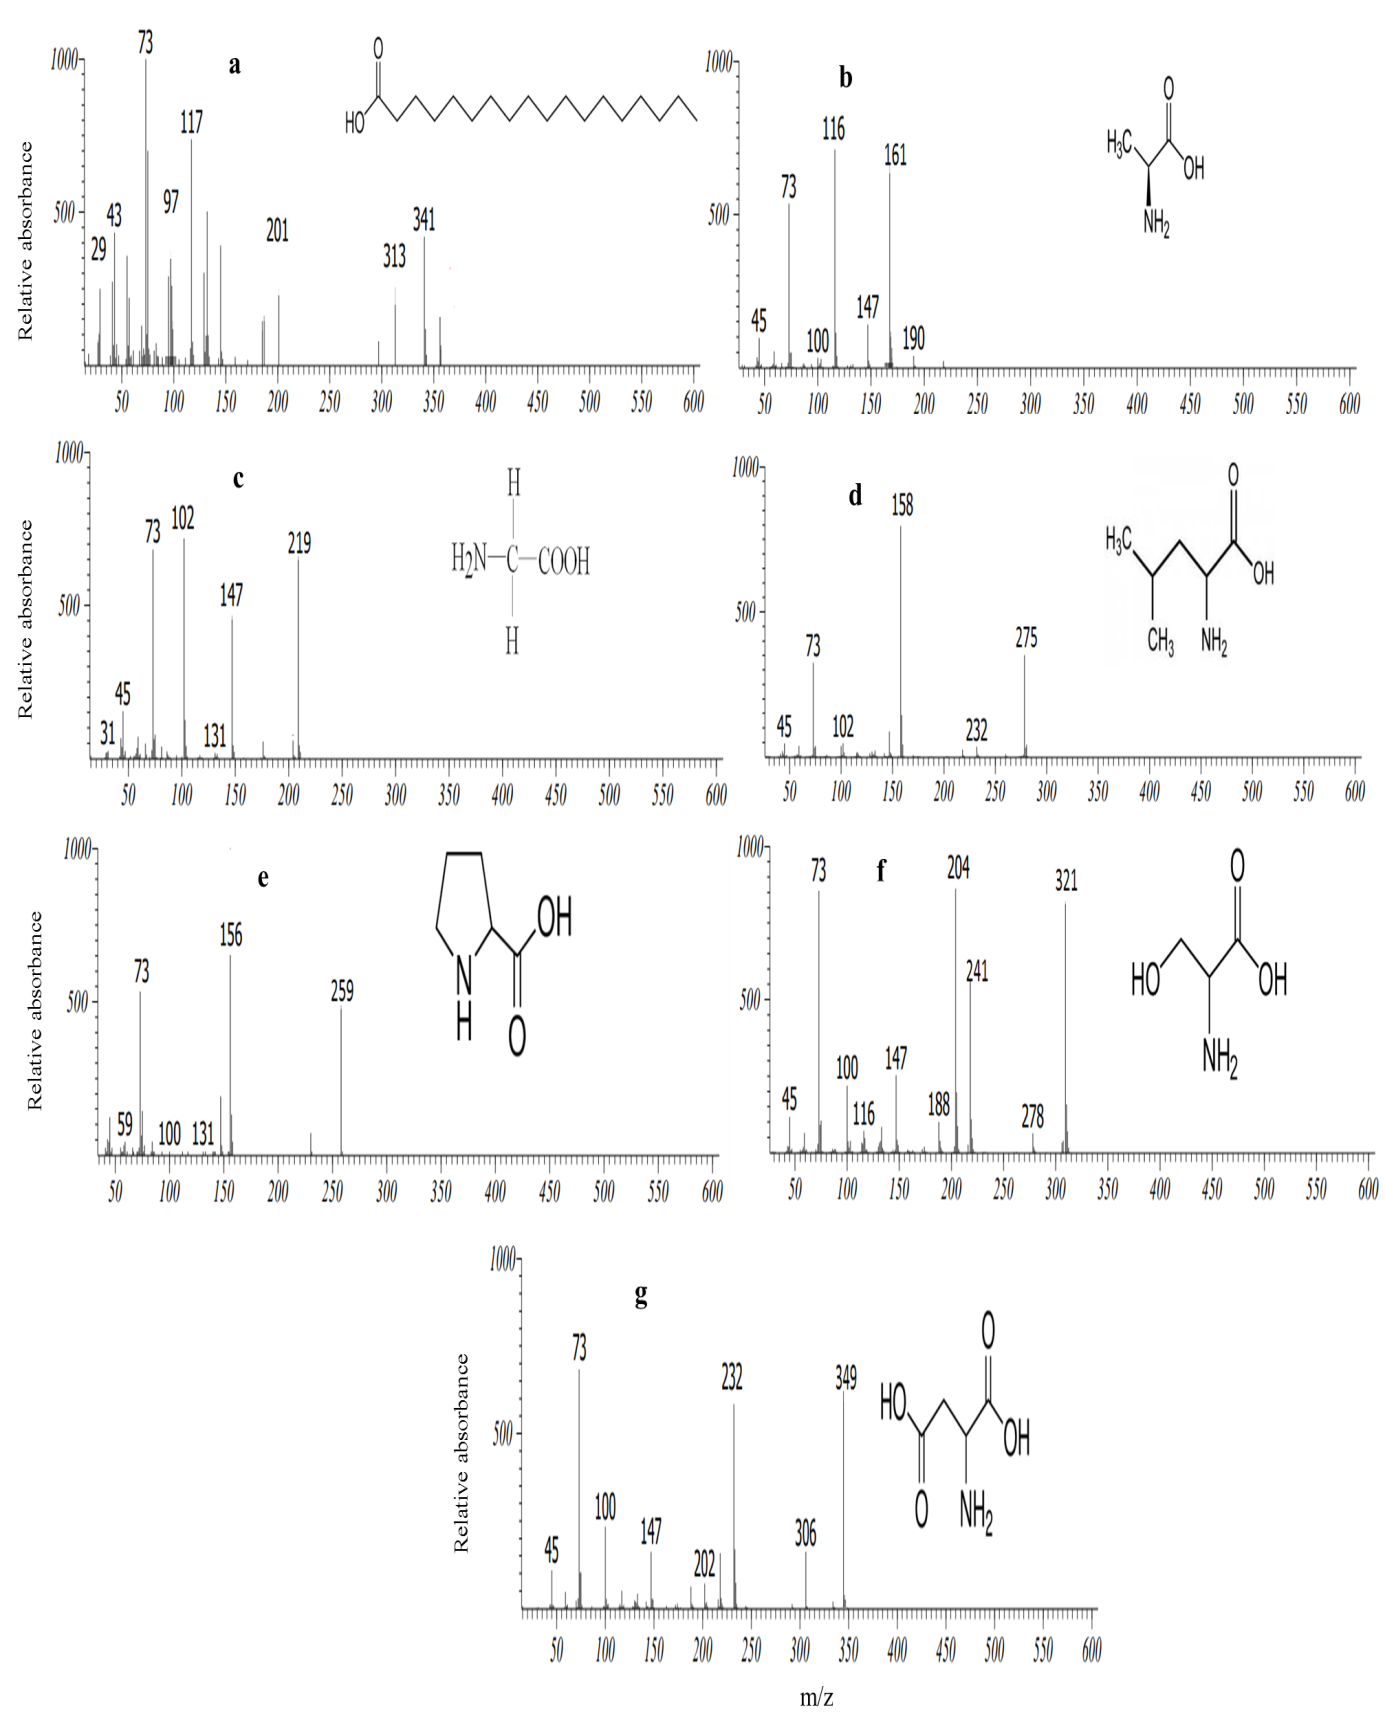 a
Relative absorbance
1000
500
73
117
97
43
29
201
313
341
O
HO
50 100 150 200 250 300 350 400 450 500 550 600
b
1000
500
116
161
73
147
45
100
190
O
H3C
OH
NH2
50 100 150 200 250 300 350 400 450 500 550 600
c
Relative absorbance
1000
500
73
102
219
147
45
31
131
H
H2N C COOH
H
50 100 150 200 250 300 350 400 450 500 550 600
d
1000
500
158
73
275
45
102
232
O
H3C
OH
CH3 NH2
50 100 150 200 250 300 350 400 450 500 550 600
e
Relative absorbance
1000
500
156
73
259
59
100
131
OH
N
H
O
50 100 150 200 250 300 350 400 450 500 550 600
f
1000
500
73
204
321
241
147
100
45
116
188
278
O
HO
OH
NH2
50 100 150 200 250 300 350 400 450 500 550 600
g
Relative absorbance
1000
500
73
232
349
100
147
45
202
306
O
HO
OH
O
NH2
50 100 150 200 250 300 350 400 450 500 550 600
m/z